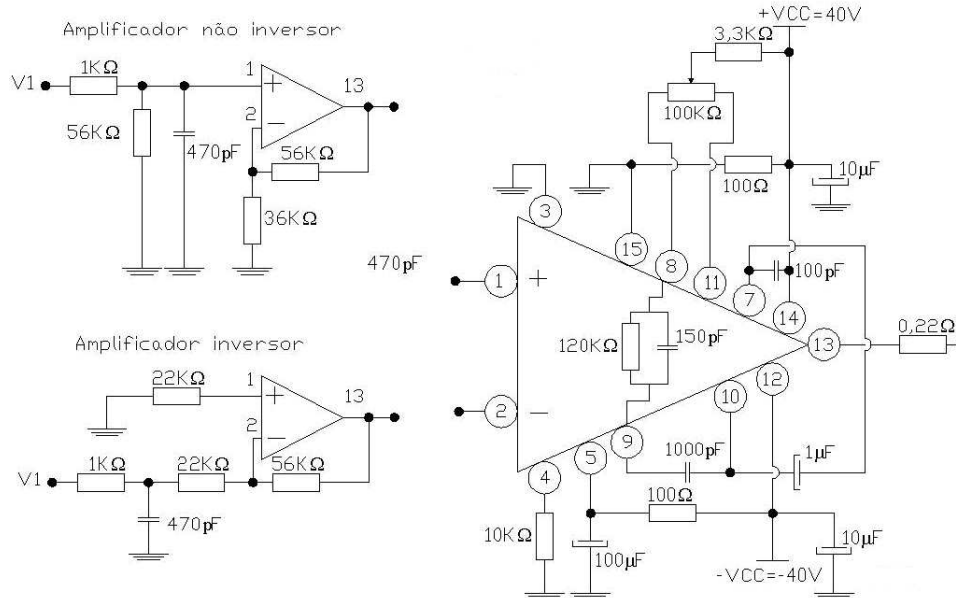 Amplificador não inversor
1KΩ
V1
1
+
13
2
−
56KΩ
470pF
56KΩ
36KΩ
Amplificador inversor
22KΩ
1
+
13
2
−
V1
1KΩ
22KΩ
56KΩ
470pF
470pF
+VCC=40V
3,3KΩ
100KΩ
100Ω
10µF
3
15
8
11
7
100pF
14
1
+
120KΩ
150pF
13
0,22Ω
12
10
2
−
9
5
4
1000pF
1µF
100Ω
10KΩ
100µF
10µF
-VCC=-40V